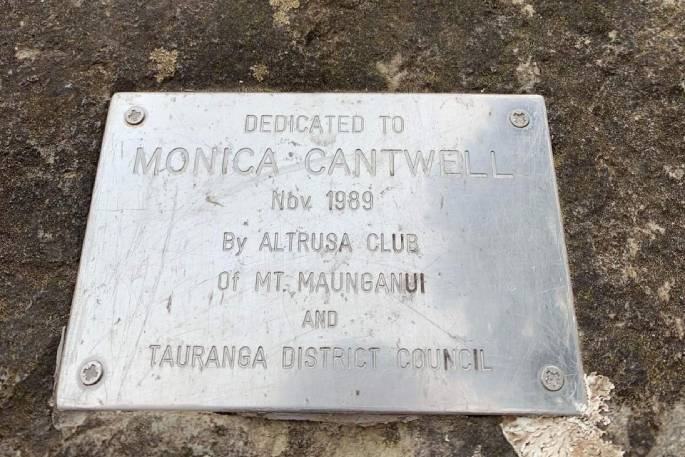 DEDICATED TO
MONICA CANTWELL
Nov. 1989
By ALTRUSA CLUB
Of MT. MAUNGANUI
AND
TAURANGA DISTRICT COUNCIL